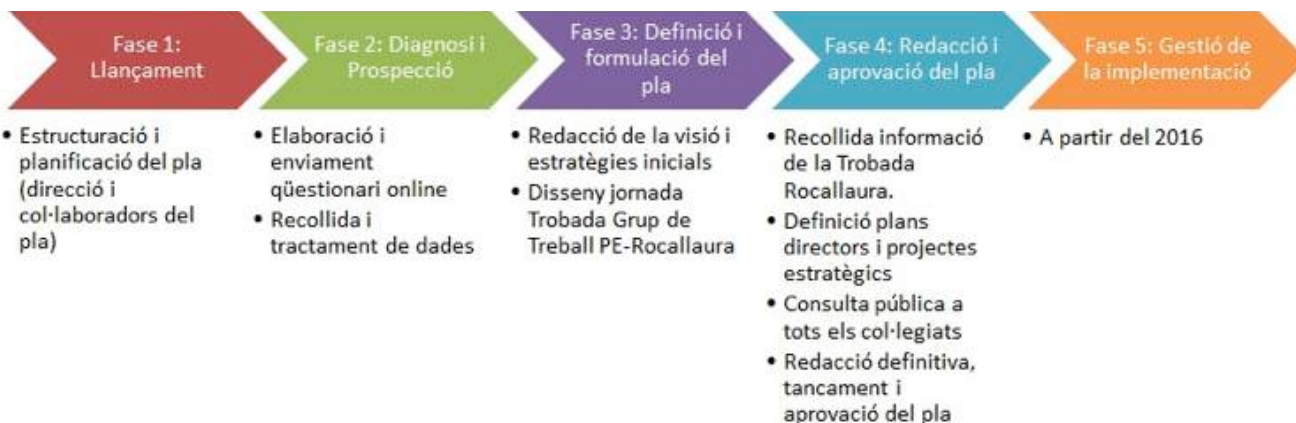 Fase 1:
Llançament
• Estructuració i
planificació del pla
(direcció i
col·laboradors del
pla)
Fase 2: Diagnosi i
Prospecció
• Elaboració i
enviament
qüestionari online
• Recollida i
tractament de dades
Fase 3: Definició i
formulació del
pla
• Redacció de la visió i
estratègies inicials
• Disseny jornada
Trobada Grup de
Treball PE-Rocallaura
Fase 4: Redacció i
aprovació del pla
• Recollida informació
de la Trobada
Rocallaura.
• Definició plans
directors i projectes
estratègics
• Consulta pública a
tots els col·legiats
• Redacció definitiva,
tancament i
aprovació del pla
Fase 5: Gestió de
la implementació
• A partir del 2016